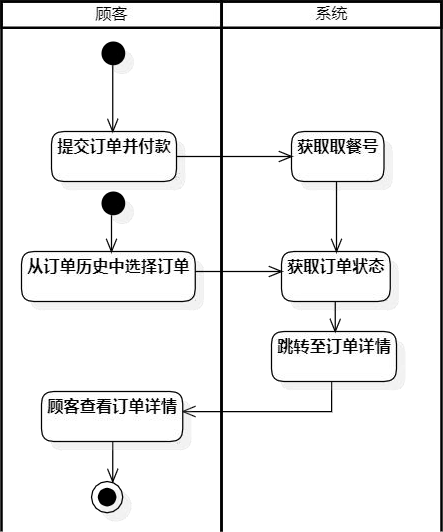 顾客
系统
提交订单并付款
获取取餐号
从订单历史中选择订单
获取订单状态
跳转至订单详情
顾客查看订单详情